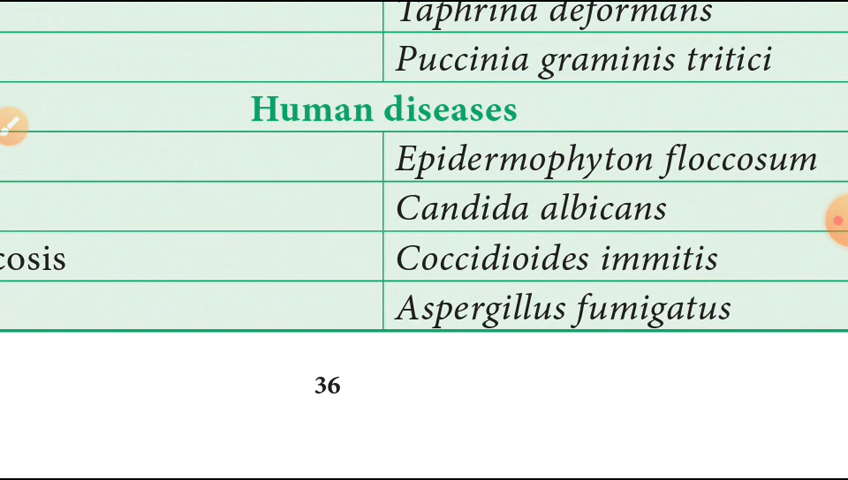 Taphrina deformans
Puccinia graminis tritici
Human diseases
Epidermophyton floccosum
Candida albicans
cosis
Coccidioides immitis
Aspergillus fumigatus
36